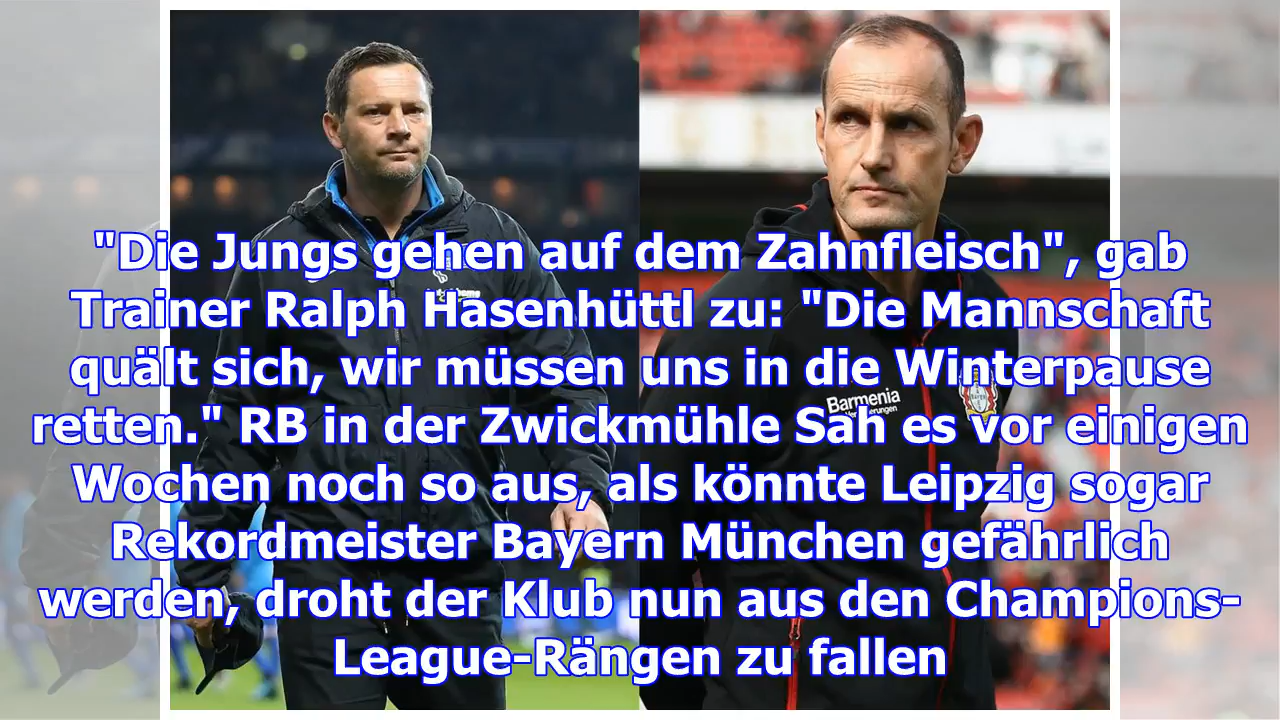 "Die Jungs gehen auf dem Zahnfleisch", gab
Trainer Ralph Hasenhüttl zu: "Die Mannschaft
quält sich, wir müssen uns in die Winterpause
retten." RB in der Zwickmühle Sah es vor einigen
Wochen noch so aus, als könnte Leipzig sogar
Rekordmeister Bayern München gefährlich
werden, droht der Klub nun aus den Champions-
League-Rängen zu fallen
Barmenia